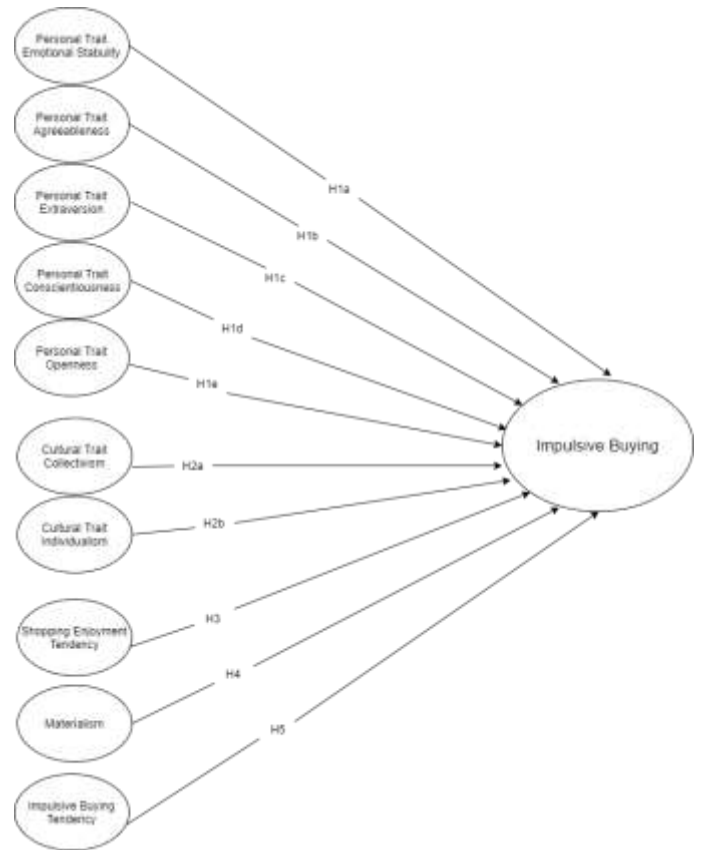 Personal Trait
Emotional Stability
Personal Trait
Agreeableness
H1a
Personal Trait
Extraversion
H1b
Personal Trait
Conscientiousness
H1c
H1d
Personal Trait
Openness
H1e
Impulsive Buying
Cultural Trait
Collectivism
H2a
Cultural Trait
Individualism
H2b
Shopping Enjoyment
Tendency
H3
H4
Materialism
H5
Impulsive Buying
Tendency